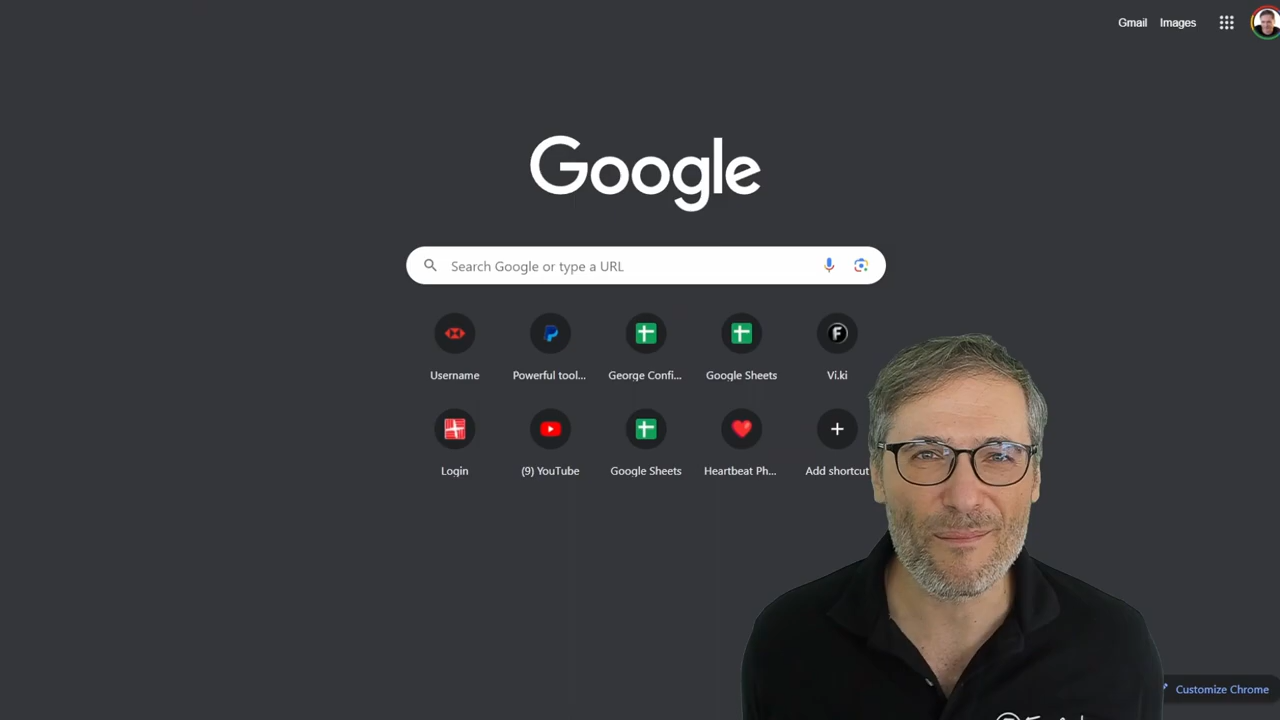 Gmail Images
Google
Search Google or type a URL
Username Powerful tool... George Confi... Google Sheets Vi.ki
Login (9) YouTube Google Sheets Heartbeat Ph... Add shortcut
Customize Chrome